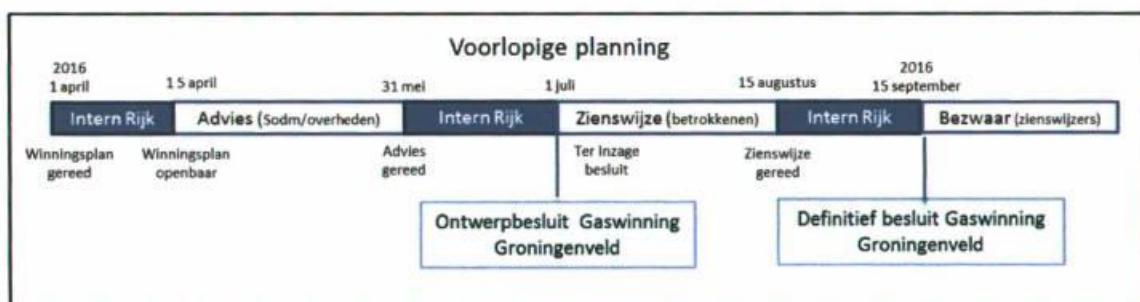 Voorlopige planning
2016
1 april
1 5 april
31 mei
1 juli
15 augustus
2016
15 september
Intern Rijk
Advies (Sodm/overheden)
Intern Rijk
Zienswijze (betrokkenen)
Intern Rijk
Bezwaar (zienswijzers)
Winningsplan
gereed
Winningsplan
openbaar
Advies
gereed
Ter Inzage
besluit
Zienswijze
gereed
Ontwerpbesluit Gaswinning
Groningenveld
Definitief besluit Gaswinning
Groningenveld